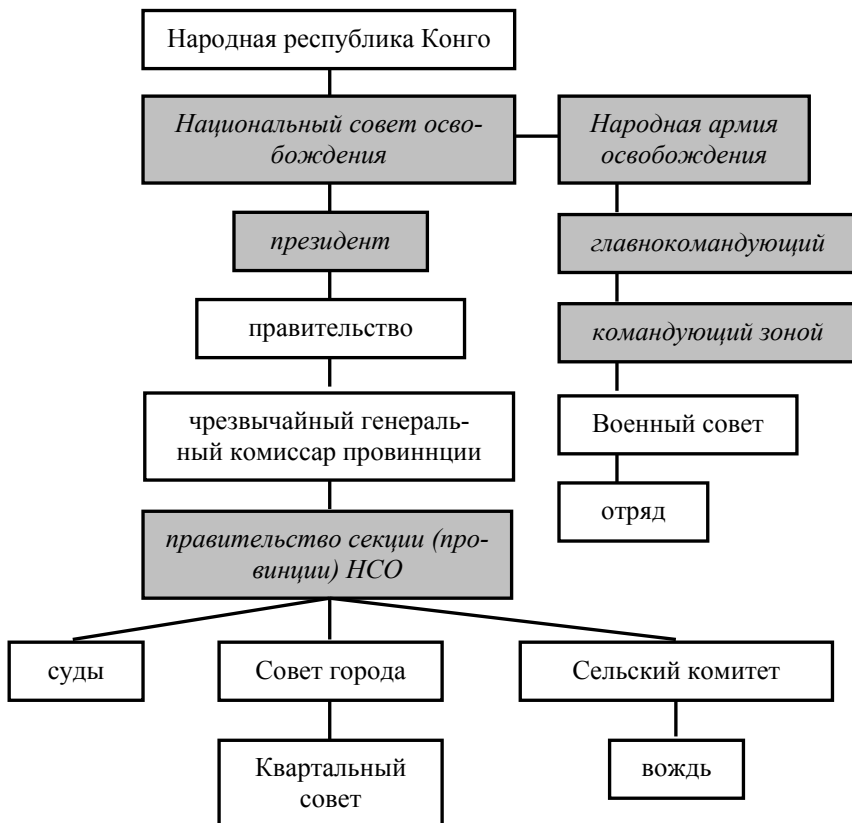 Народная республика Конго
Национальный совет осво-
бождения
Народная армия
освобождения
президент
главнокомандующий
правительство
командующий зоной
чрезвычайный генераль-
ный комиссар провиннции
Военный совет
отряд
правительство секции (про-
винции) НСО
суды
Совет города
Сельский комитет
Квартальный
совет
вождь